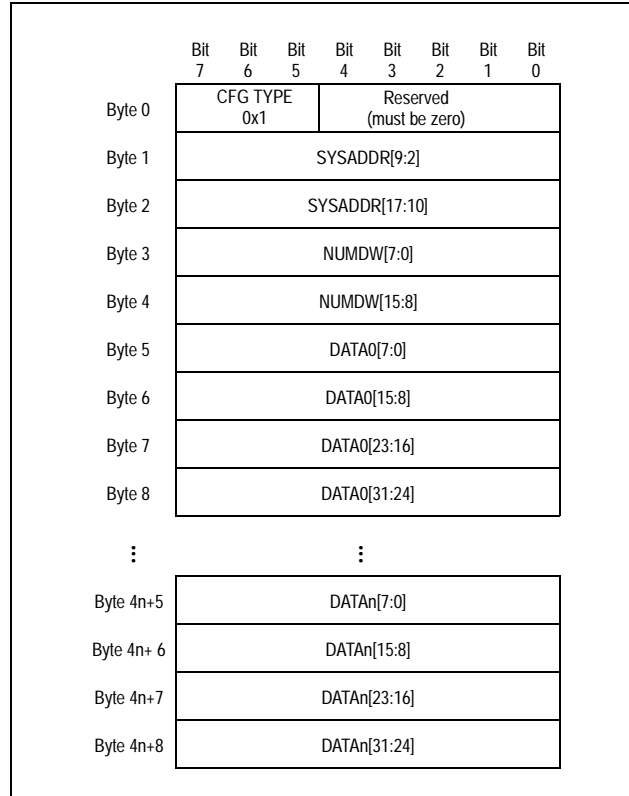 Bit Bit Bit Bit Bit Bit Bit Bit
7 6 5 4 3 2 1 0
Byte 0 CFG TYPE Reserved
0x1 (must be zero)
Byte 1 SYSADDR[9:2]
Byte 2 SYSADDR[17:10]
Byte 3 NUMDW[7:0]
Byte 4 NUMDW[15:8]
Byte 5 DATA0[7:0]
Byte 6 DATA0[15:8]
Byte 7 DATA0[23:16]
Byte 8 DATA0[31:24]
⋮ ⋮
Byte 4n+5 DATAn[7:0]
Byte 4n+ 6 DATAn[15:8]
Byte 4n+7 DATAn[23:16]
Byte 4n+8 DATAn[31:24]